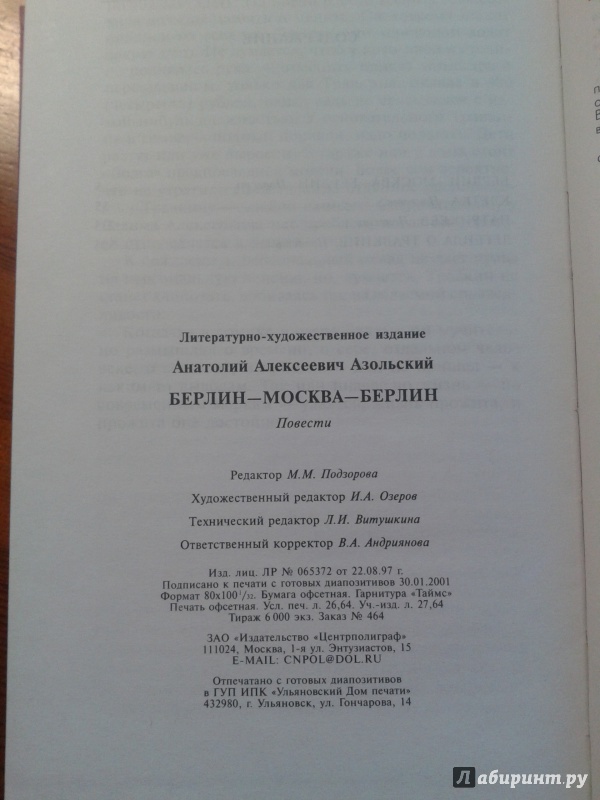 Литературно-художественное издание
Анатолий Алексеевич Азольский
БЕРЛИН—МОСКВА—БЕРЛИН
Повести
Редактор М.М. Подзорова
Художественный редактор И.А. Озеров
Технический редактор Л.И. Витушкина
Ответственный корректор В.А. Андриянова
Изд. лиц. ЛР № 065372 от 22.08.97 г.
Подписано к печати с готовых диапозитивов 30.01.2001
Формат 80x100 1/32. Бумага офсетная. Гарнитура «Таймс»
Печать офсетная. Усл. печ. л. 26,64. Уч.-изд. л. 27,64
Тираж 6 000 экз. Заказ № 464
ЗАО «Издательство «Центрполиграф»
111024, Москва, 1-я ул. Энтузиастов, 15
E-MAIL: CNPOL@DOL.RU
Отпечатано с готовых диапозитивов
в ГУП ИПК «Ульяновский Дом печати»
432980, г. Ульяновск, ул. Гончарова, 14
Лабиринт.ру